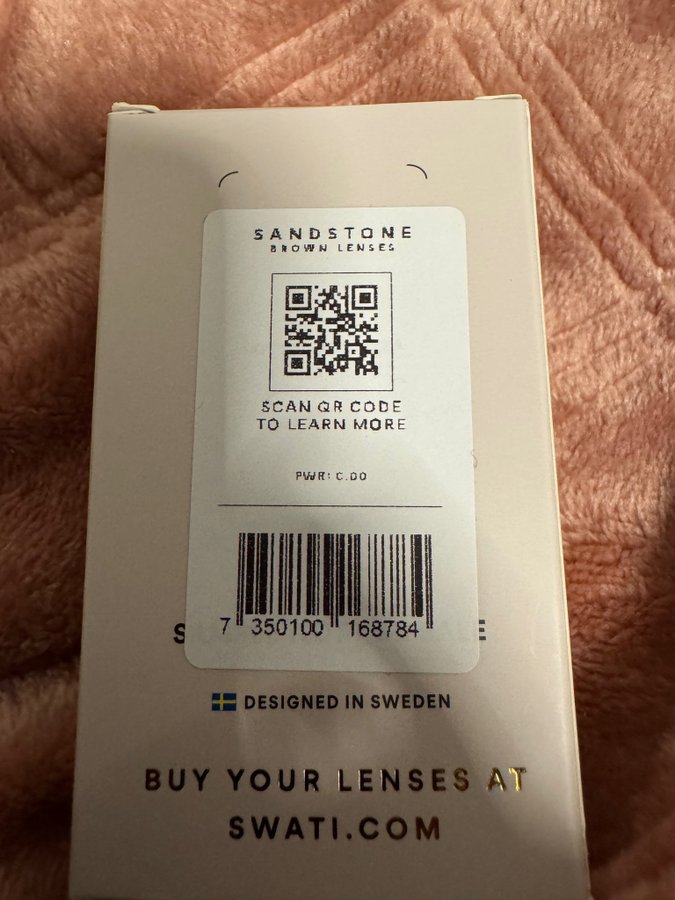 SANDSTONE
BROWN LENSES
SCAN QR CODE
TO LEARN MORE
PWR: 0.00
7 350100 168784
DESIGNED IN SWEDEN
BUY YOUR LENSES AT
SWATI.COM